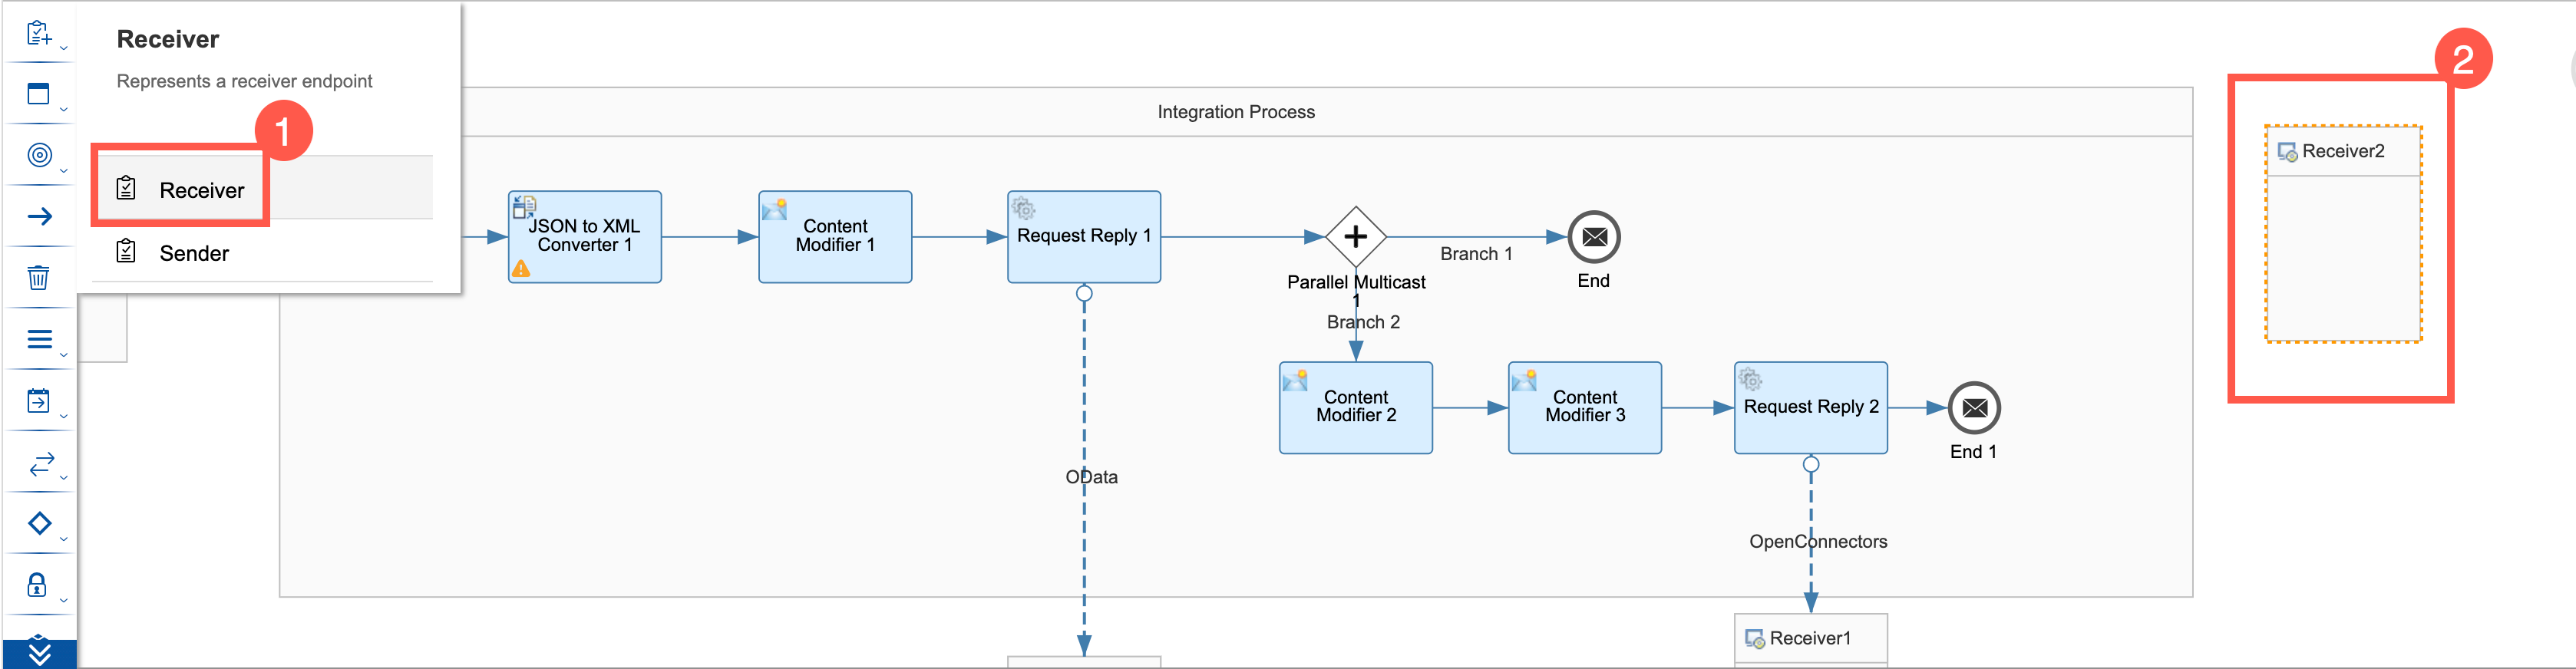 Receiver
Represents a receiver endpoint
1
Receiver
Sender
Integration Process
2
Receiver2
JSON to XML
Converter 1
Content
Modifier 1
Request Reply 1
Branch 1
End
Parallel Multicast
1
Branch 2
Content
Modifier 2
Content
Modifier 3
Request Reply 2
End 1
OData
OpenConnectors
Receiver1